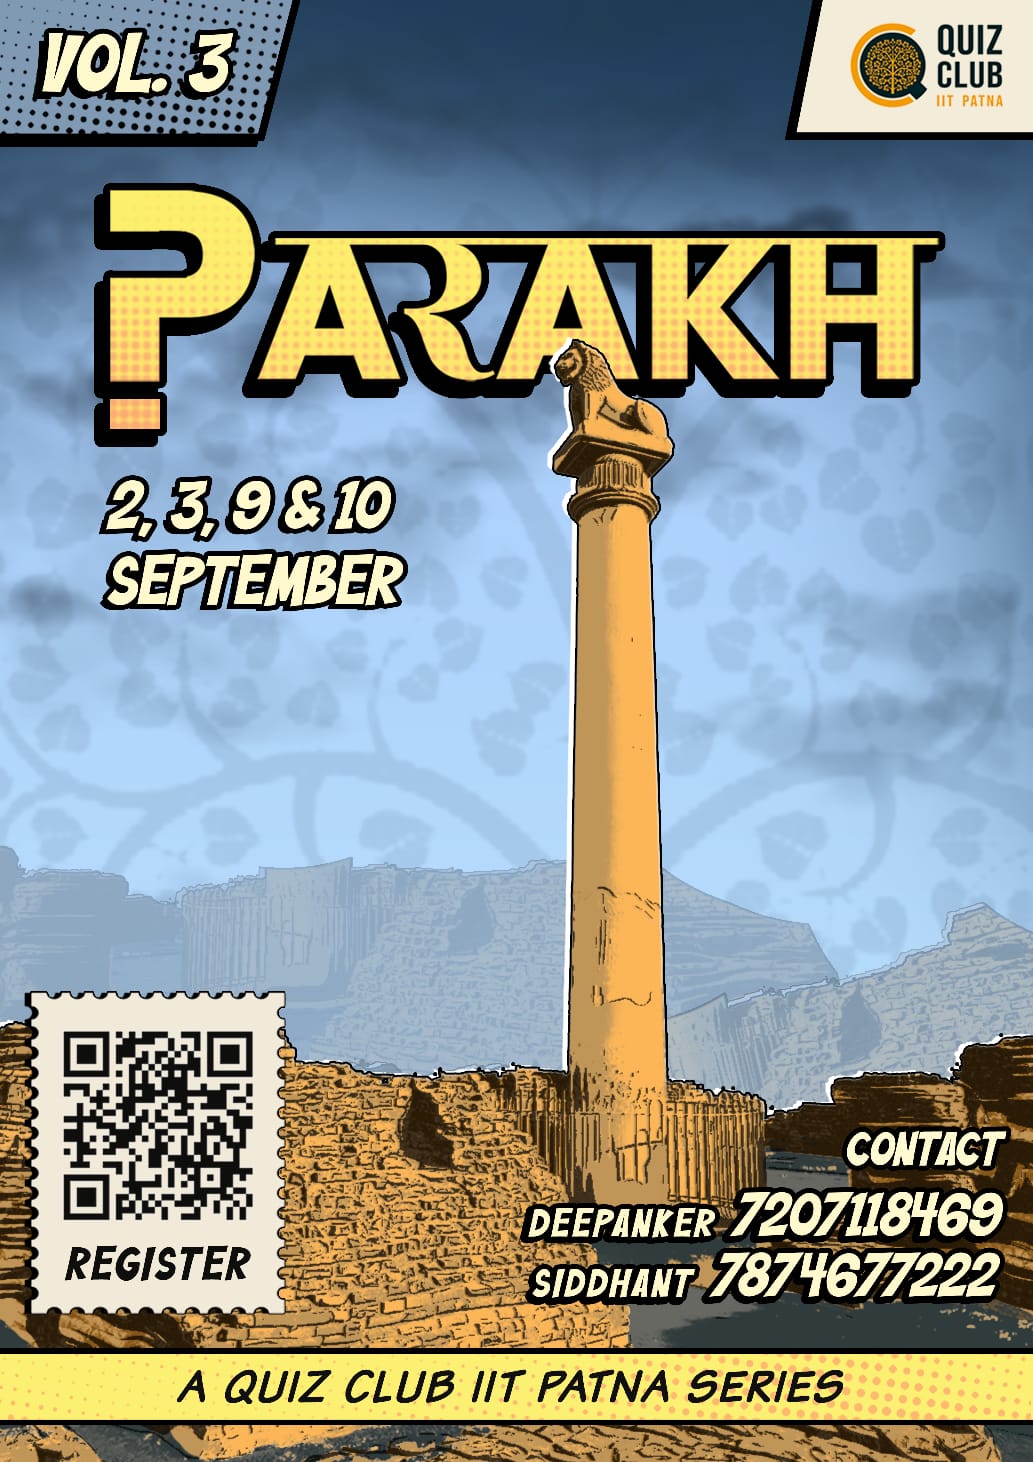 VOL. 3
QUIZ
CLUB
IIT PATNA
PARAKH
2, 3, 9 & 10
SEPTEMBER
REGISTER
CONTACT
DEEPANKER 7207118469
SIDDHANT 7874677222
A QUIZ CLUB IIT PATNA SERIES